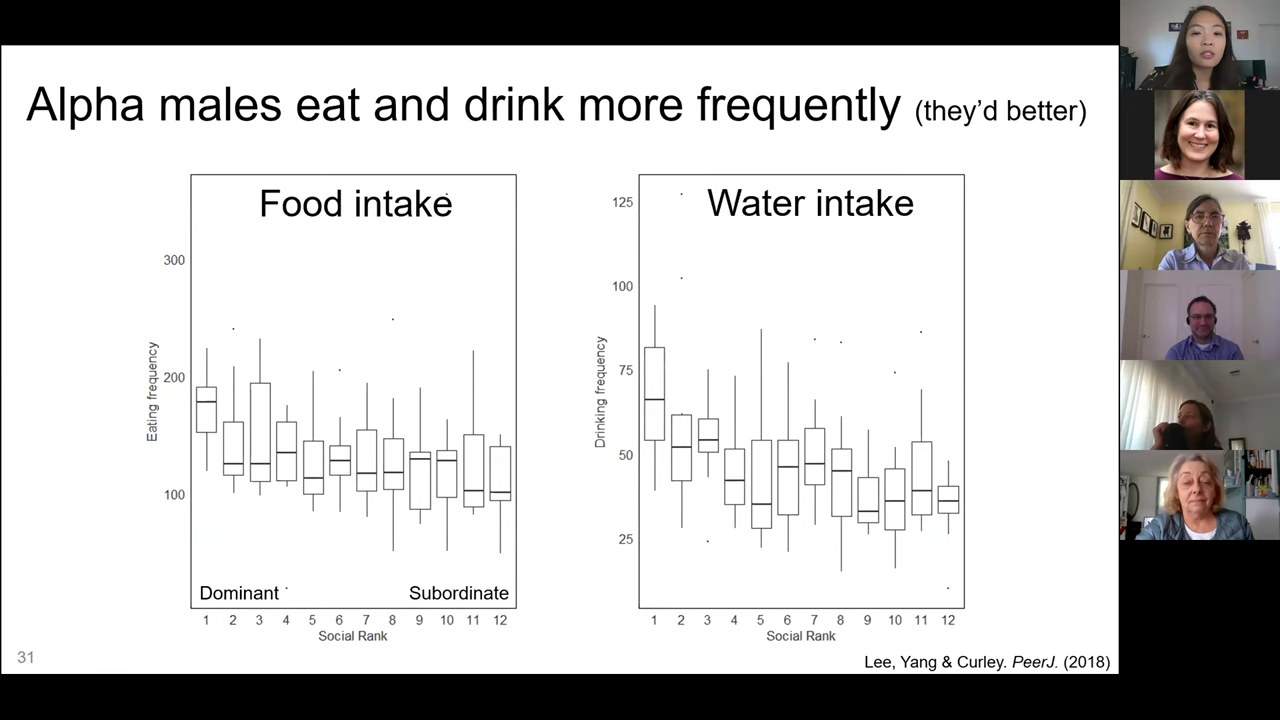 Alpha males eat and drink more frequently (they'd better)
Food intake
Eating frequency
300
200
100
Dominant
Subordinate
1 2 3 4 5 6 7 8 9 10 11 12
Social Rank
Water intake
Drinking frequency
125
100
75
50
25
1 2 3 4 5 6 7 8 9 10 11 12
Social Rank
31
Lee, Yang & Curley. PeerJ. (2018)